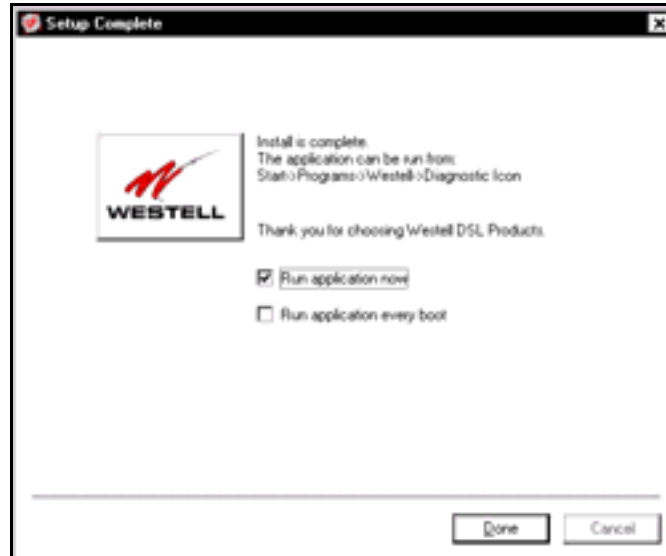 Setup Complete
Install is complete.
The application can be run from:
Start->Programs->Westell->Diagnostic Icon
WESTELL
Thank you for choosing Westell DSL Products.
Run application now
Run application every boot
Done
Cancel